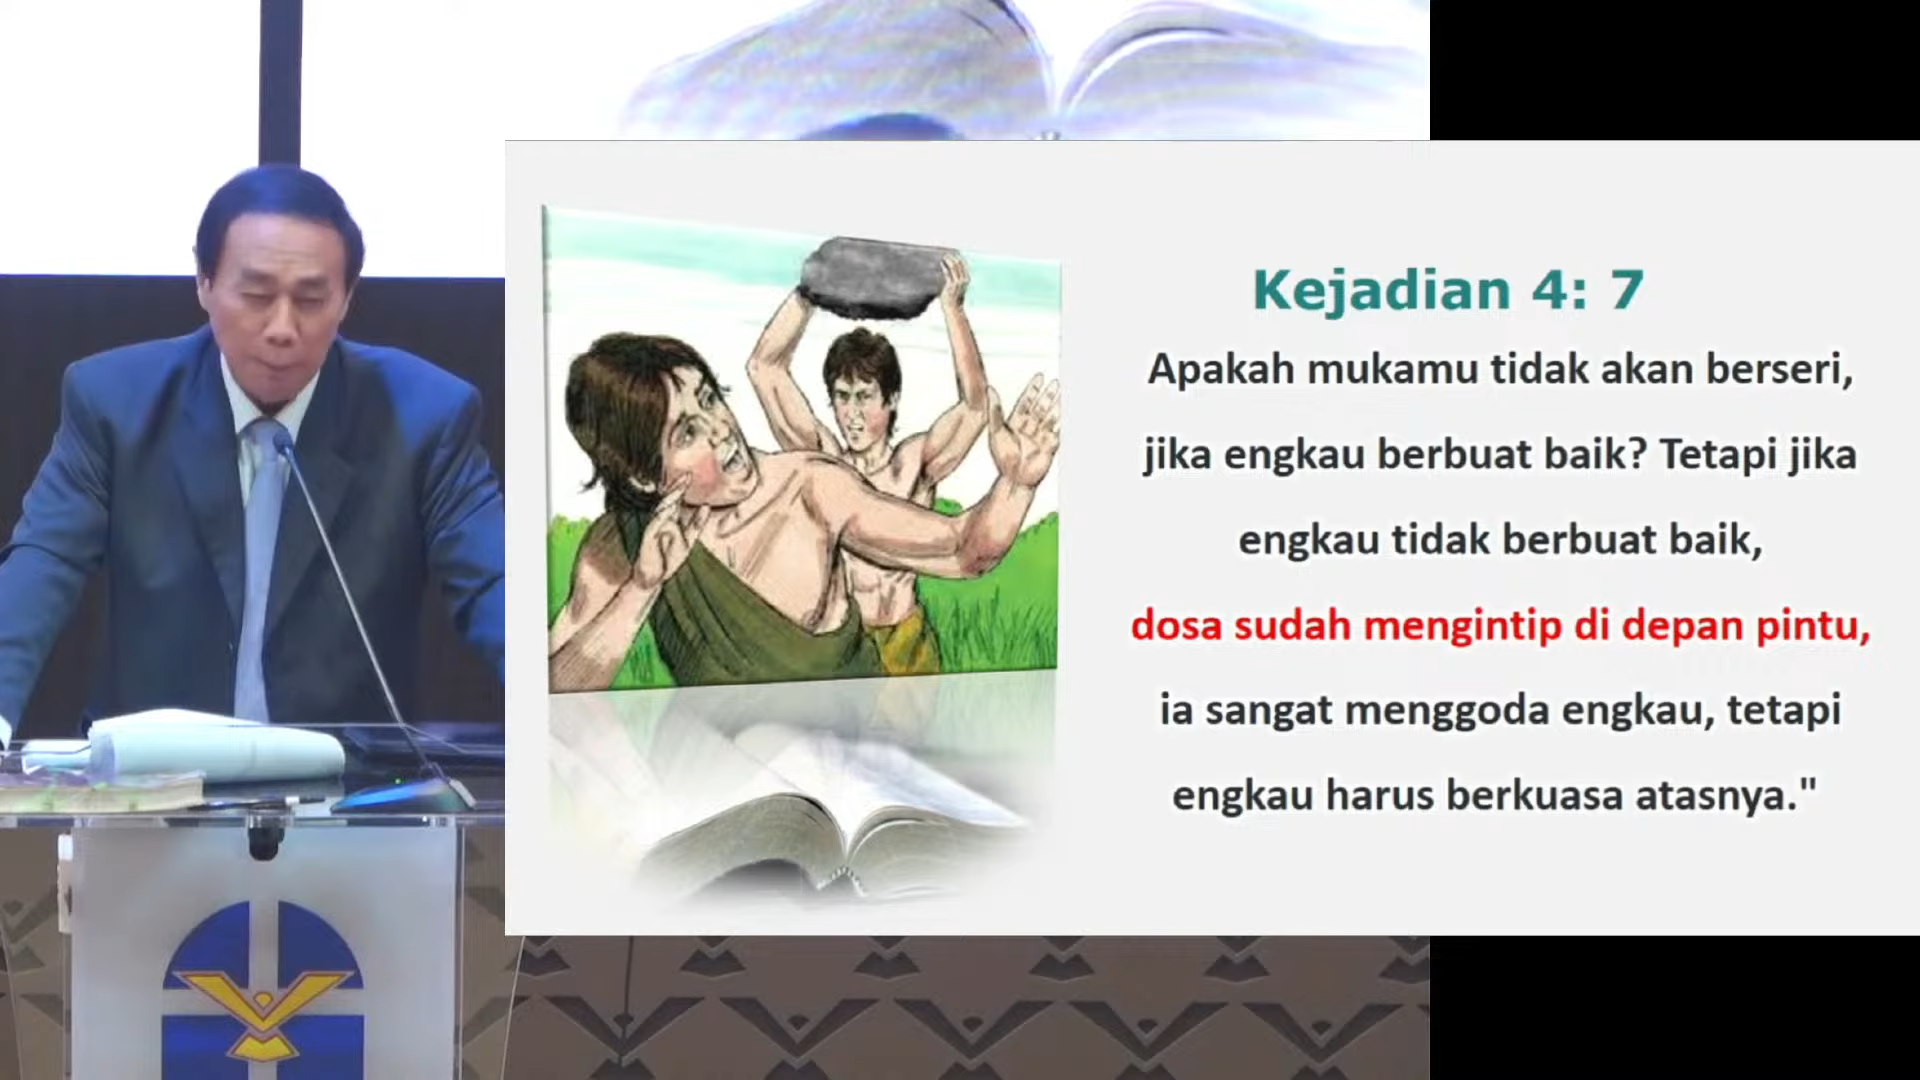 Kejadian 4: 7
Apakah mukamu tidak akan berseri,
jika engkau berbuat baik? Tetapi jika
engkau tidak berbuat baik,
dosa sudah mengintip di depan pintu,
ia sangat menggoda engkau, tetapi
engkau harus berkuasa atasnya."